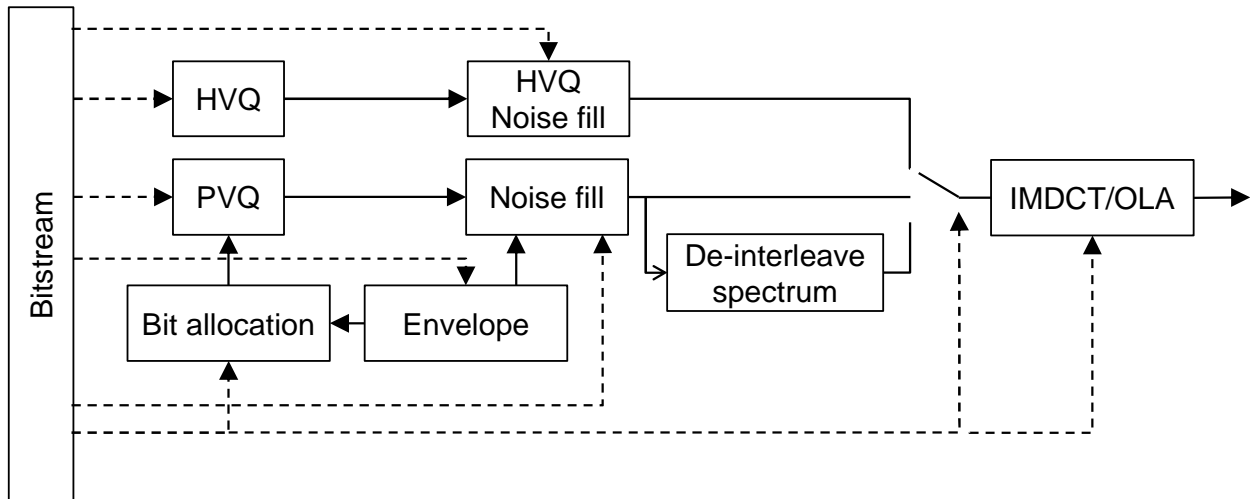 Bitstream
HVQ
HVQ
Noise fill
PVQ
Noise fill
IMDCT/OLA
De-interleave
spectrum
Bit allocation
Envelope